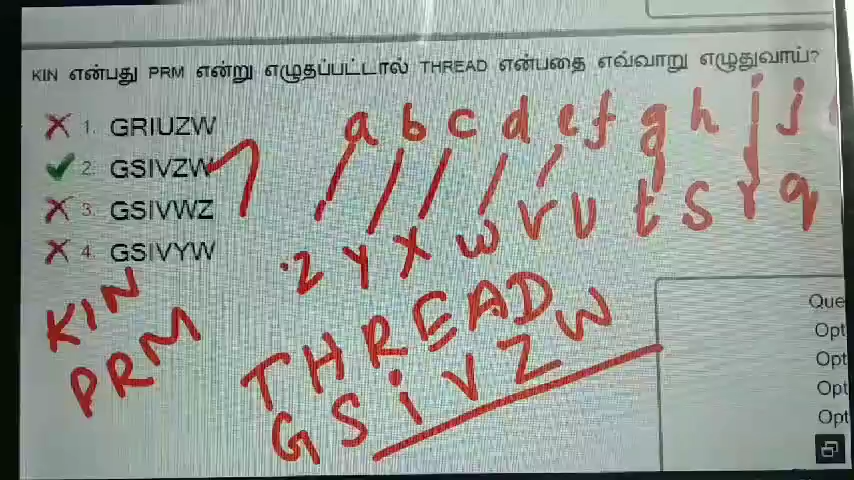 KIN என்பது PRM என்று எழுதப்பட்டால் THREAD என்பதை எவ்வாறு எழுதுவாய்?
1. GRIUZW
2. GSIVZW
3. GSIVWZ
4. GSIVYW
a b c d e f g h i j
Z Y X W V U t S r q
KIN
PRM
THREAD
GSiVZW
Que
Opt
Opt
Opt
Opt